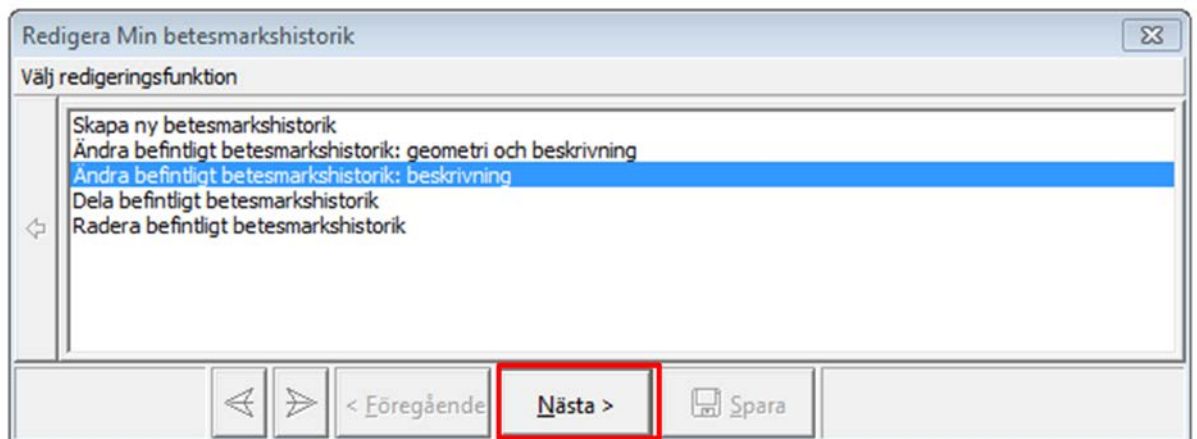 Redigera Min betesmarkshistorik
Välj redigeringsfunktion
Skapa ny betesmarkshistorik
Ändra befintligt betesmarkshistorik: geometri och beskrivning
Ändra befintligt betesmarkshistorik: beskrivning
Dela befintligt betesmarkshistorik
Radera befintligt betesmarkshistorik
< Föregående Nästa > Spara